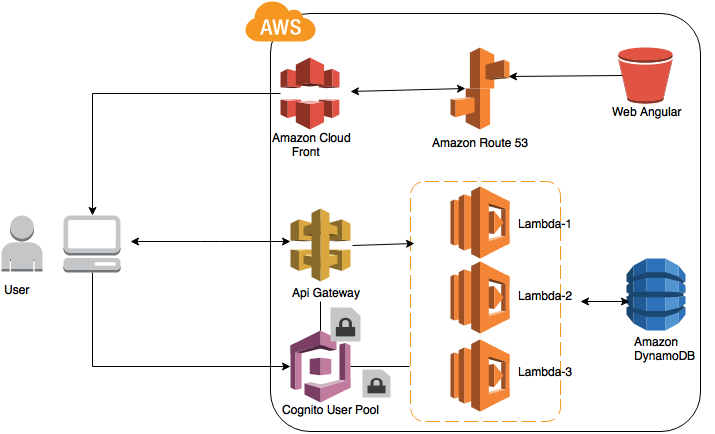 AWS
Amazon Cloud
Front
Amazon Route 53
Web Angular
User
Api Gateway
Lambda-1
Lambda-2
Lambda-3
Amazon
DynamoDB
Cognito User Pool